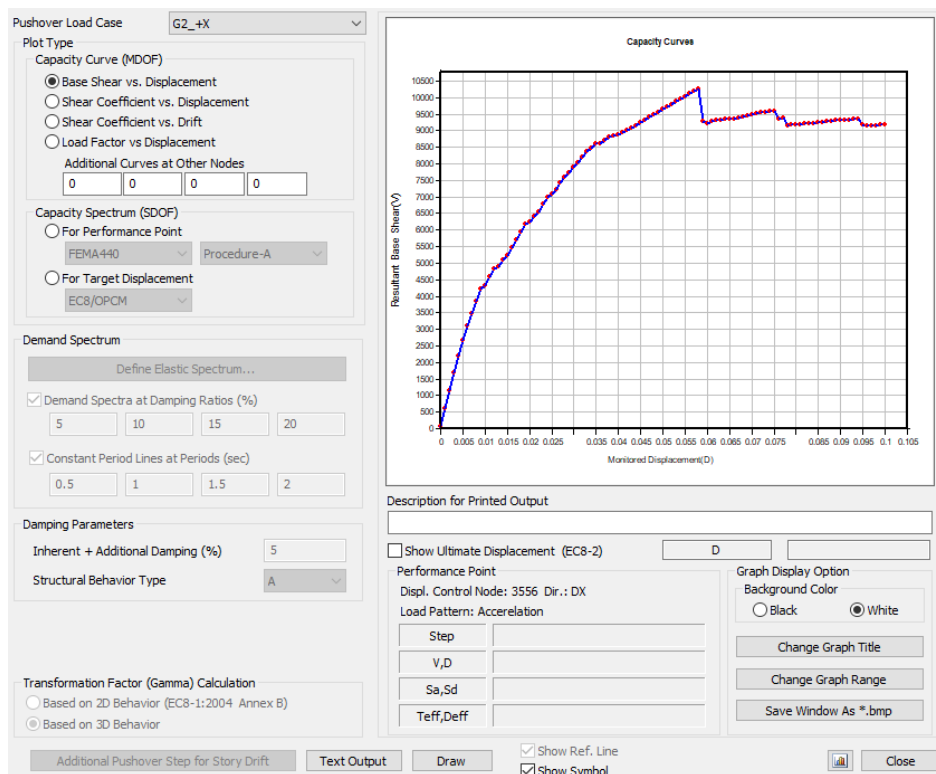 Pushover Load Case
G2_+X
Plot Type
Capacity Curve (MDOF)
Base Shear vs. Displacement
Shear Coefficient vs. Displacement
Shear Coefficient vs. Drift
Load Factor vs Displacement
Additional Curves at Other Nodes
0 0 0 0
Capacity Spectrum (SDOF)
For Performance Point
FEMA440 Procedure-A
For Target Displacement
EC8/OPCM
Demand Spectrum
Define Elastic Spectrum...
Demand Spectra at Damping Ratios (%)
5 10 15 20
Constant Period Lines at Periods (sec)
0.5 1 1.5 2
Damping Parameters
Inherent + Additional Damping (%) 5
Structural Behavior Type A
Transformation Factor (Gamma) Calculation
Based on 2D Behavior (EC8-1:2004 Annex B)
Based on 3D Behavior
Capacity Curves
Resultant Base Shear(V)
10500
10000
9500
9000
8500
8000
7500
7000
6500
6000
5500
5000
4500
4000
3500
3000
2500
2000
1500
1000
500
0
0 0.005 0.01 0.015 0.02 0.025 0.035 0.04 0.045 0.05 0.055 0.06 0.065 0.07 0.075 0.085 0.09 0.095 0.1 0.105
Monitored Displacement(D)
Description for Printed Output
Show Ultimate Displacement (EC8-2) D
Performance Point
Displ. Control Node: 3556 Dir.: DX
Load Pattern: Accerelation
Step
V,D
Sa,Sd
Teff,Deff
Graph Display Option
Background Color
Black White
Change Graph Title
Change Graph Range
Save Window As *.bmp
Additional Pushover Step for Story Drift Text Output Draw
Show Ref. Line
Show Symbol
Close